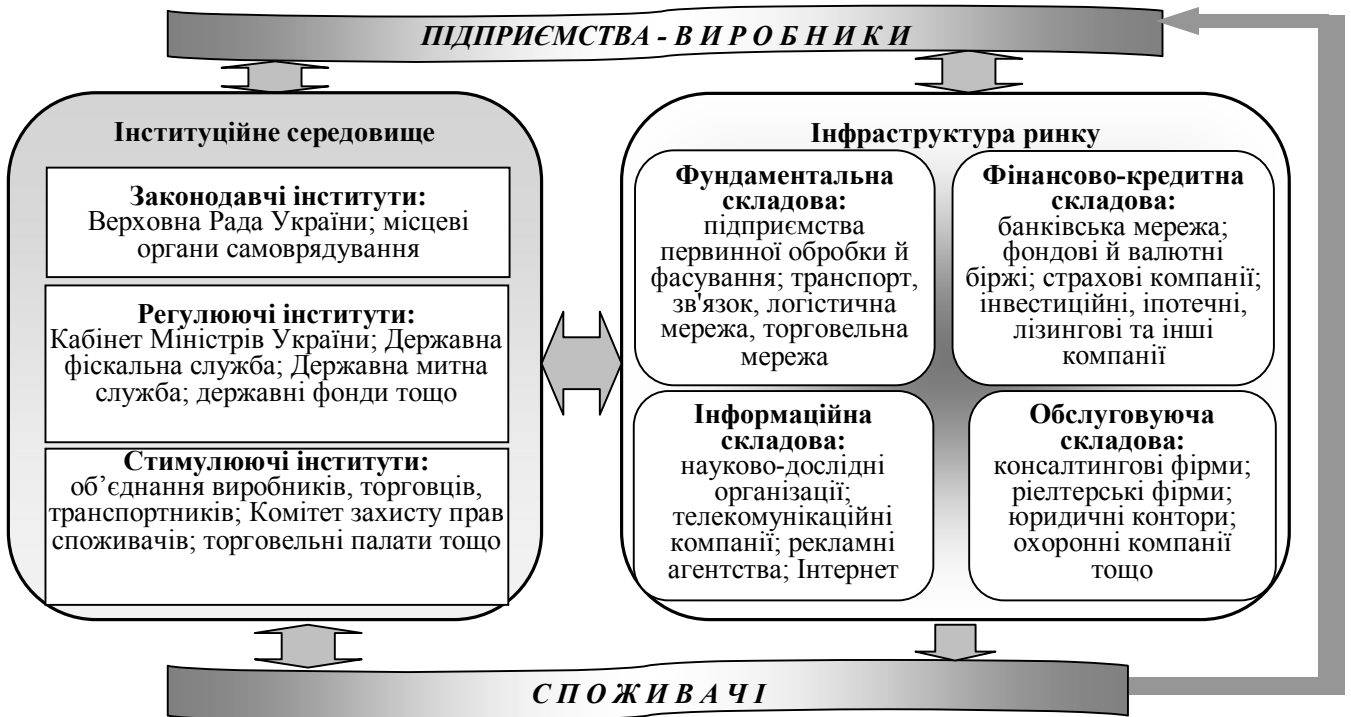 ПІДПРИЄМСТВА - В И Р О Б Н И К И
Інституційне середовище
Законодавчі інститути:
Верховна Рада України; місцеві
органи самоврядування
Регулюючі інститути:
Кабінет Міністрів України; Державна
фіскальна служба; Державна митна
служба; державні фонди тощо
Стимулюючі інститути:
об’єднання виробників, торговців,
транспортників; Комітет захисту прав
споживачів; торговельні палати тощо
Інфраструктура ринку
Фундаментальна
складова:
підприємства
первинної обробки й
фасування; транспорт,
зв'язок, логістична
мережа, торговельна
мережа
Фінансово-кредитна
складова:
банківська мережа;
фондові й валютні
біржі; страхові компанії;
інвестиційні, іпотечні,
лізингові та інші
компанії
Інформаційна
складова:
науково-дослідні
організації;
телекомунікаційні
компанії; рекламні
агентства; Інтернет
Обслуговуюча
складова:
консалтингові фірми;
ріелтерські фірми;
юридичні контори;
охоронні компанії
тощо
С П О Ж И В А Ч І